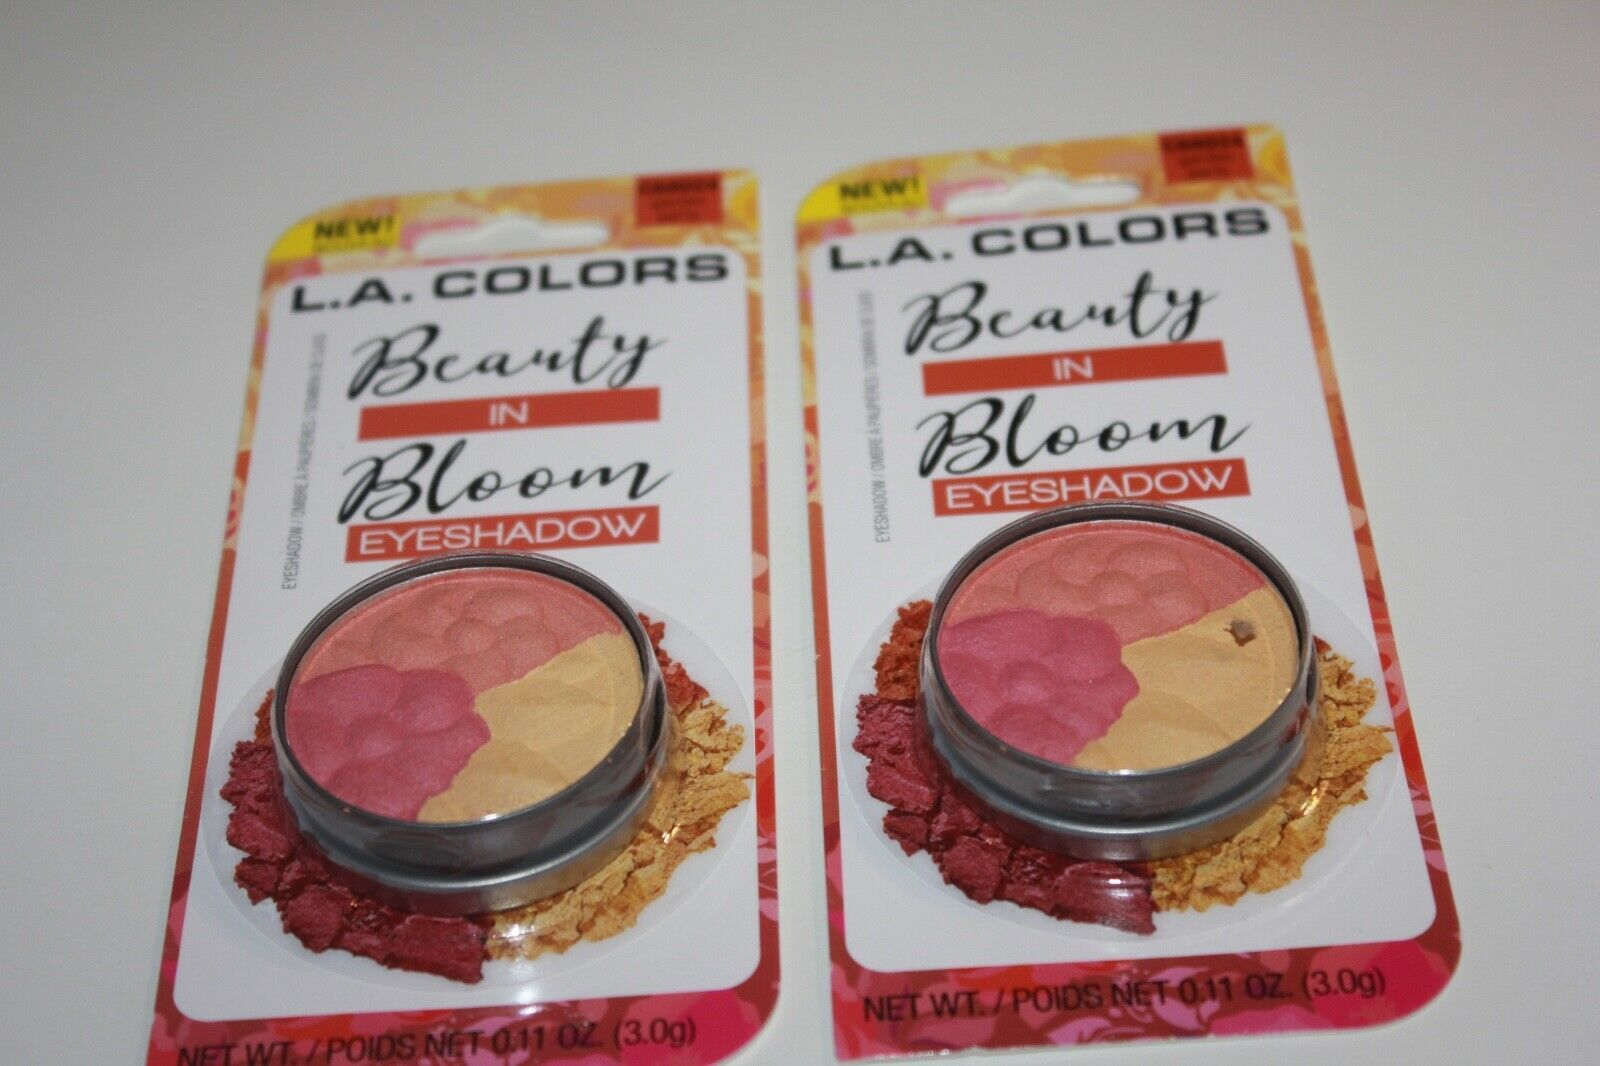 NEW!
L.A. COLORS
Beauty
IN
Bloom
EYESHADOW
EYESHADOW / OMBRE À PAUPIÈRES / SOMBRA DE OJOS
NET WT. / POIDS NET 0.11 OZ. (3.0g)
NEW!
L.A. COLORS
Beauty
IN
Bloom
EYESHADOW
EYESHADOW / OMBRE À PAUPIÈRES / SOMBRA DE OJOS
NET WT. / POIDS NET 0.11 OZ. (3.0g)